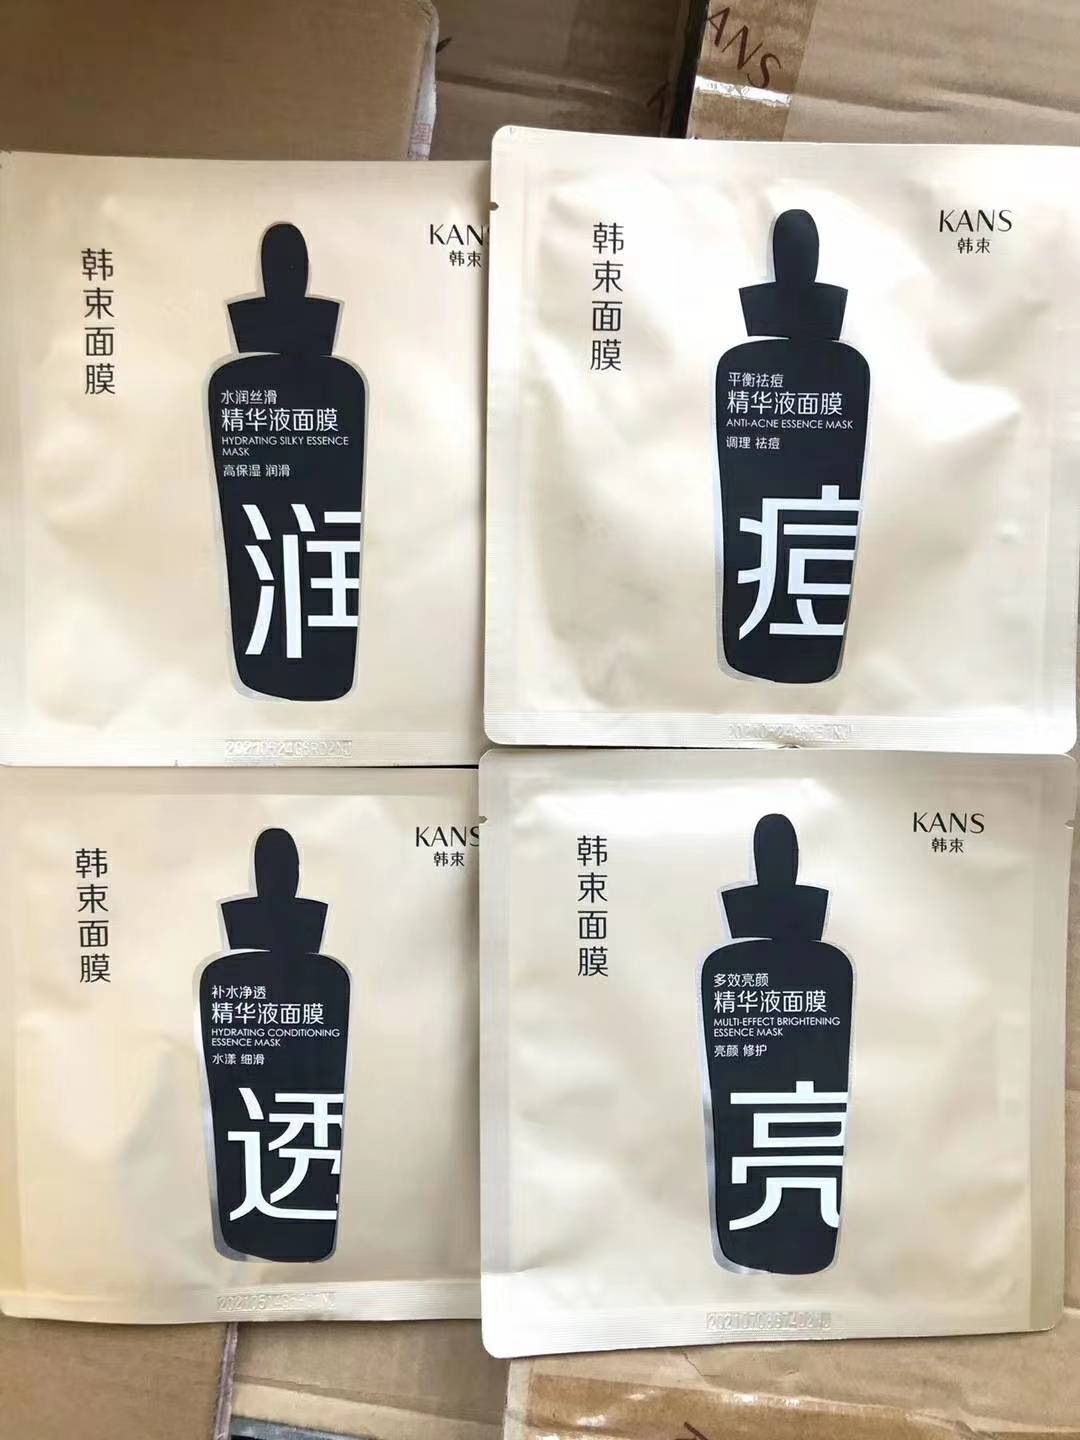 KANS
韩束面膜
KANS
韩束
水润丝滑
精华液面膜
HYDRATING SILKY ESSENCE
MASK
高保湿 润滑
润
韩束面膜
KANS
韩束
平衡祛痘
精华液面膜
ANTI-ACNE ESSENCE MASK
调理 祛痘
痘
韩束面膜
KANS
韩束
补水净透
精华液面膜
HYDRATING CONDITIONING
ESSENCE MASK
水漾 细滑
透
韩束面膜
KANS
韩束
多效亮颜
精华液面膜
MULTI-EFFECT BRIGHTENING
ESSENCE MASK
亮颜 修护
亮